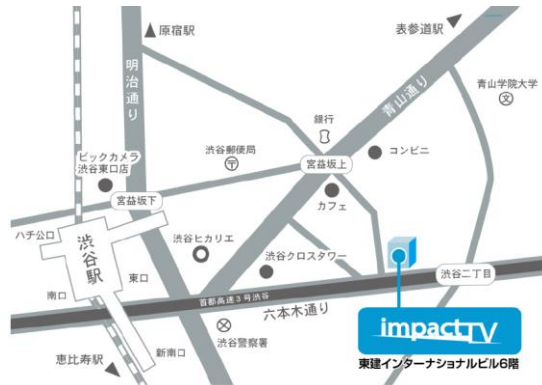 原宿駅
表参道駅
明治通り
青山通り
青山学院大学
銀行
コンビニ
渋谷郵便局
宮益坂上
ビックカメラ
渋谷東口店
宮益坂下
カフェ
ハチ公口
渋谷駅
東口
渋谷ヒカリエ
渋谷クロスタワー
渋谷二丁目
南口
首都高速3号渋谷
六本木通り
渋谷警察署
恵比寿駅
新南口
impactTV
東建インターナショナルビル6階